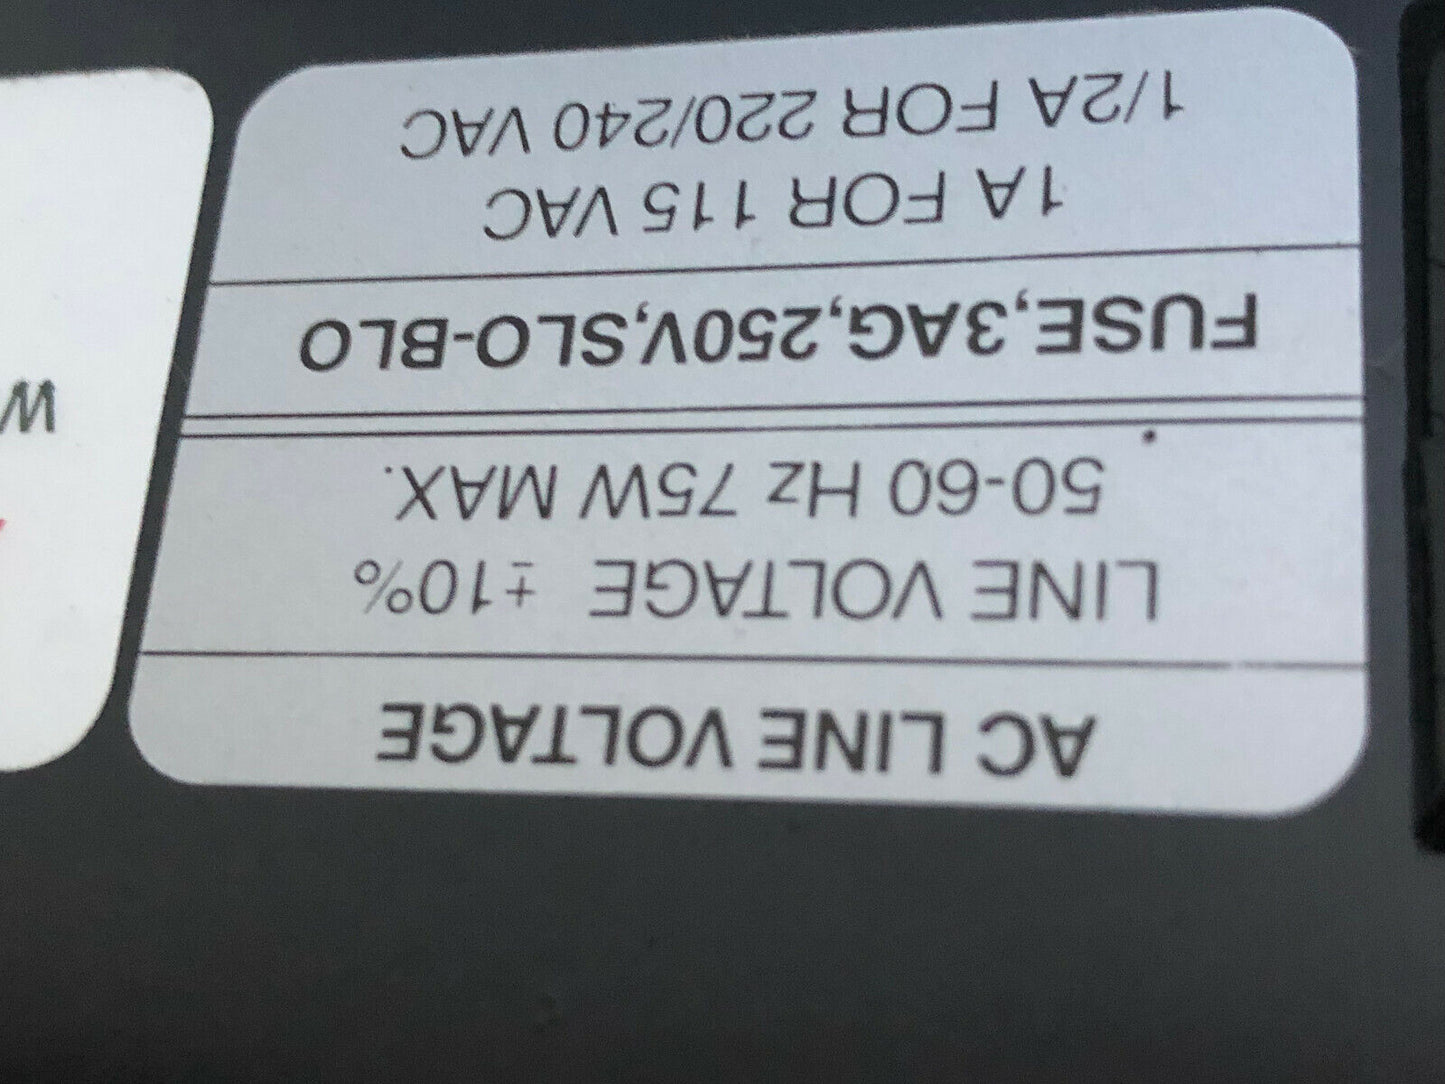 AC LINE VOLTAGE
LINE VOLTAGE ±10%
50-60 Hz 75W MAX.
FUSE,3AG,250V,SLO-BLO
1A FOR 115 VAC
1/2A FOR 220/240 VAC